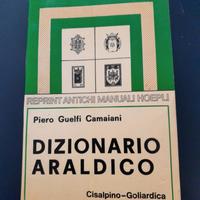 REPRINT ANTICHI MANUALI HOEPLI
Piero Guelfi Camaiani
DIZIONARIO
ARALDICO
Cisalpino-Goliardica